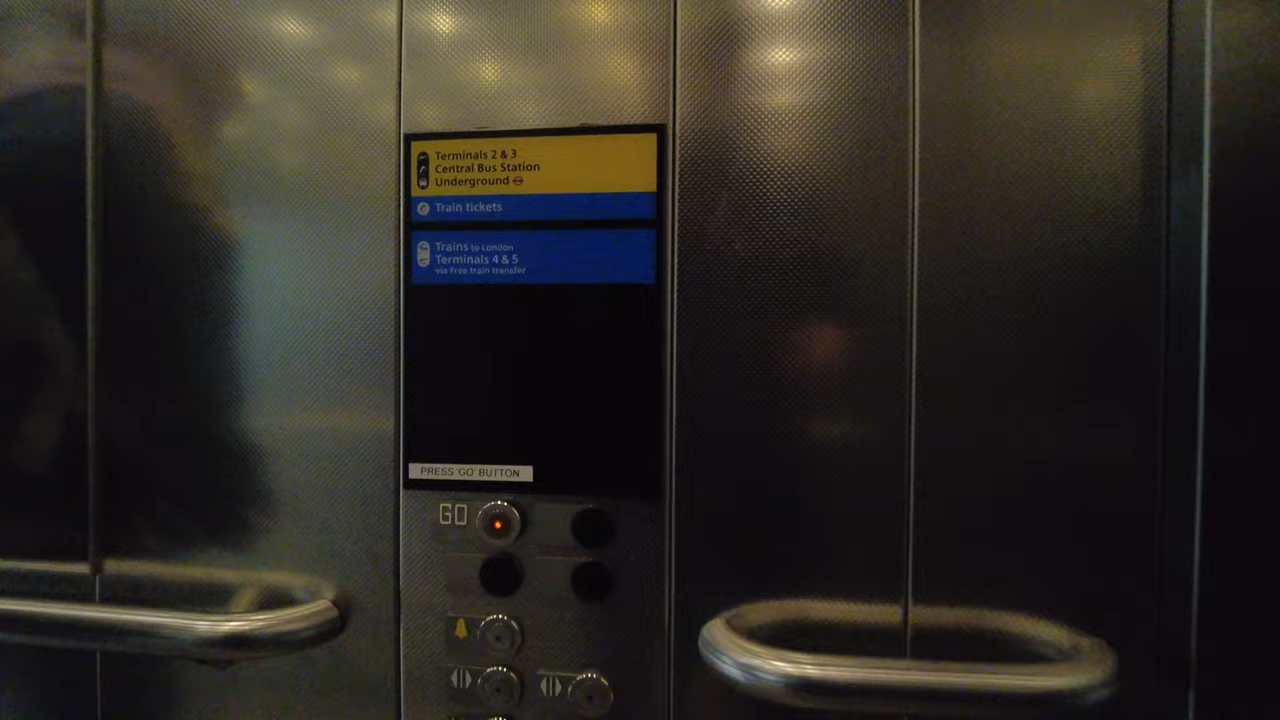 Terminals 2 & 3
Central Bus Station
Underground
Train tickets
Trains to London
Terminals 4 & 5
via Free train transfer
PRESS 'GO' BUTTON
GO